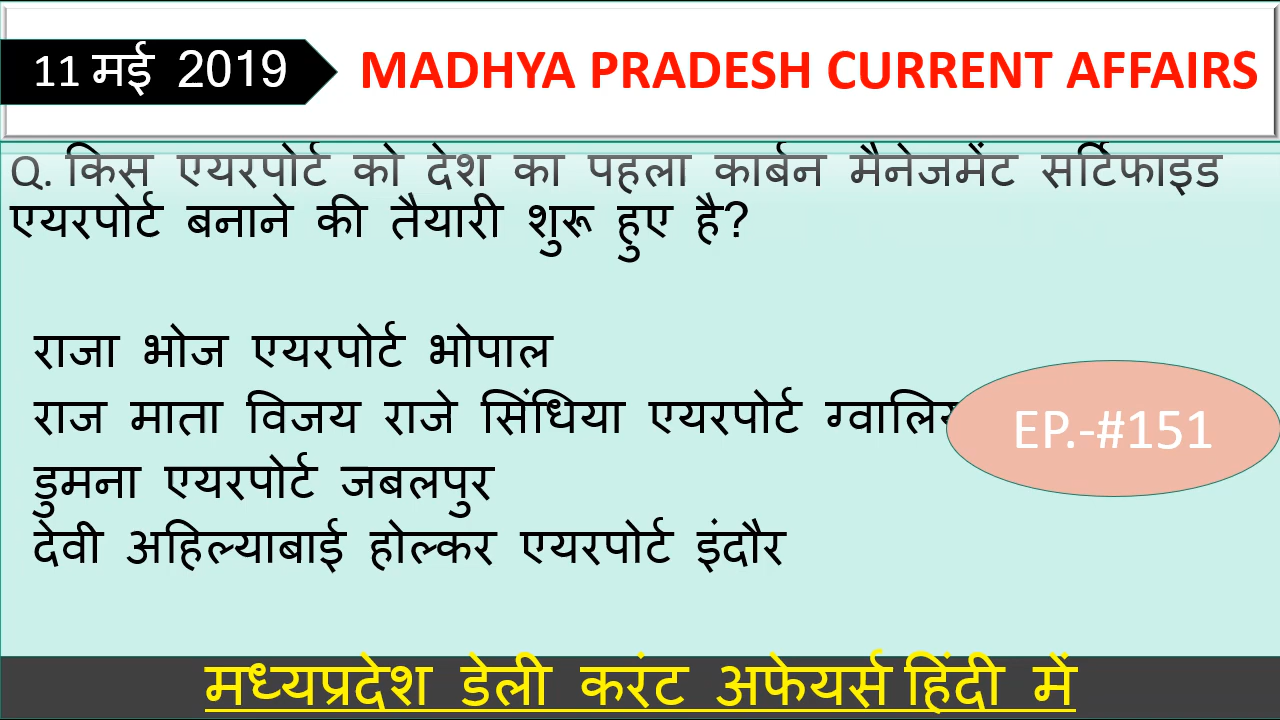 11 मई 2019
MADHYA PRADESH CURRENT AFFAIRS
Q. किस एयरपोर्ट को देश का पहला कार्बन मैनेजमेंट सर्टिफाइड
एयरपोर्ट बनाने की तैयारी शुरू हुए है?
राजा भोज एयरपोर्ट भोपाल
राज माता विजय राजे सिंधिया एयरपोर्ट
EP.-#151
डुमना एयरपोर्ट जबलपुर
देवी अहिल्याबाई होल्कर एयरपोर्ट इंदौर
मध्यप्रदेश डेली करंट अफेयर्स हिंदी में